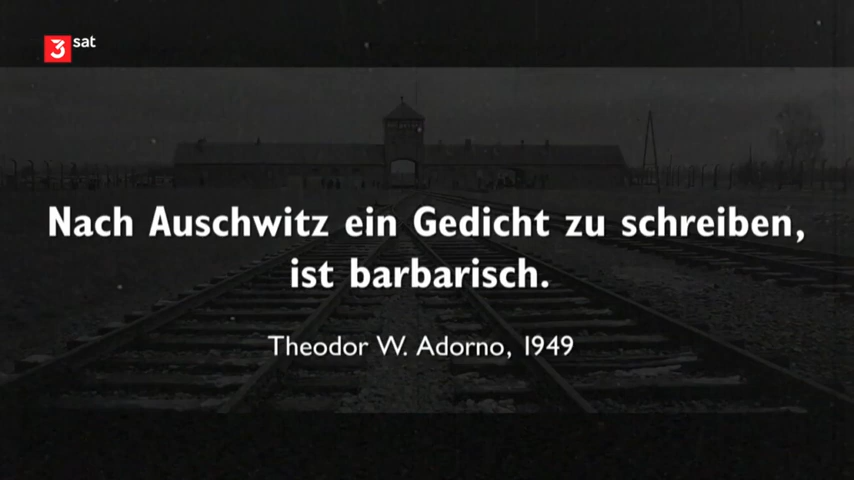 3sat
Nach Auschwitz ein Gedicht zu schreiben,
ist barbarisch.
Theodor W. Adorno, 1949